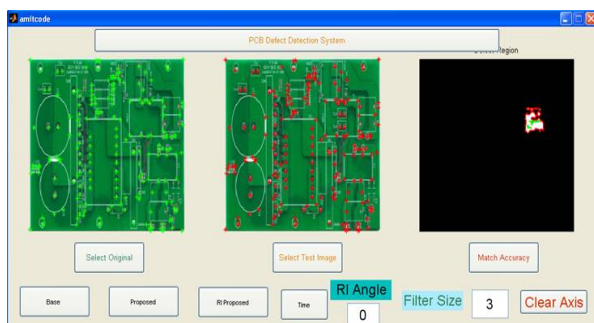 amitcode
PCB Defect Detection System
Region
Select Original
Select Test Image
Match Accuracy
Base
Proposed
RI Proposed
Time
RI Angle
0
Filter Size
3
Clear Axis